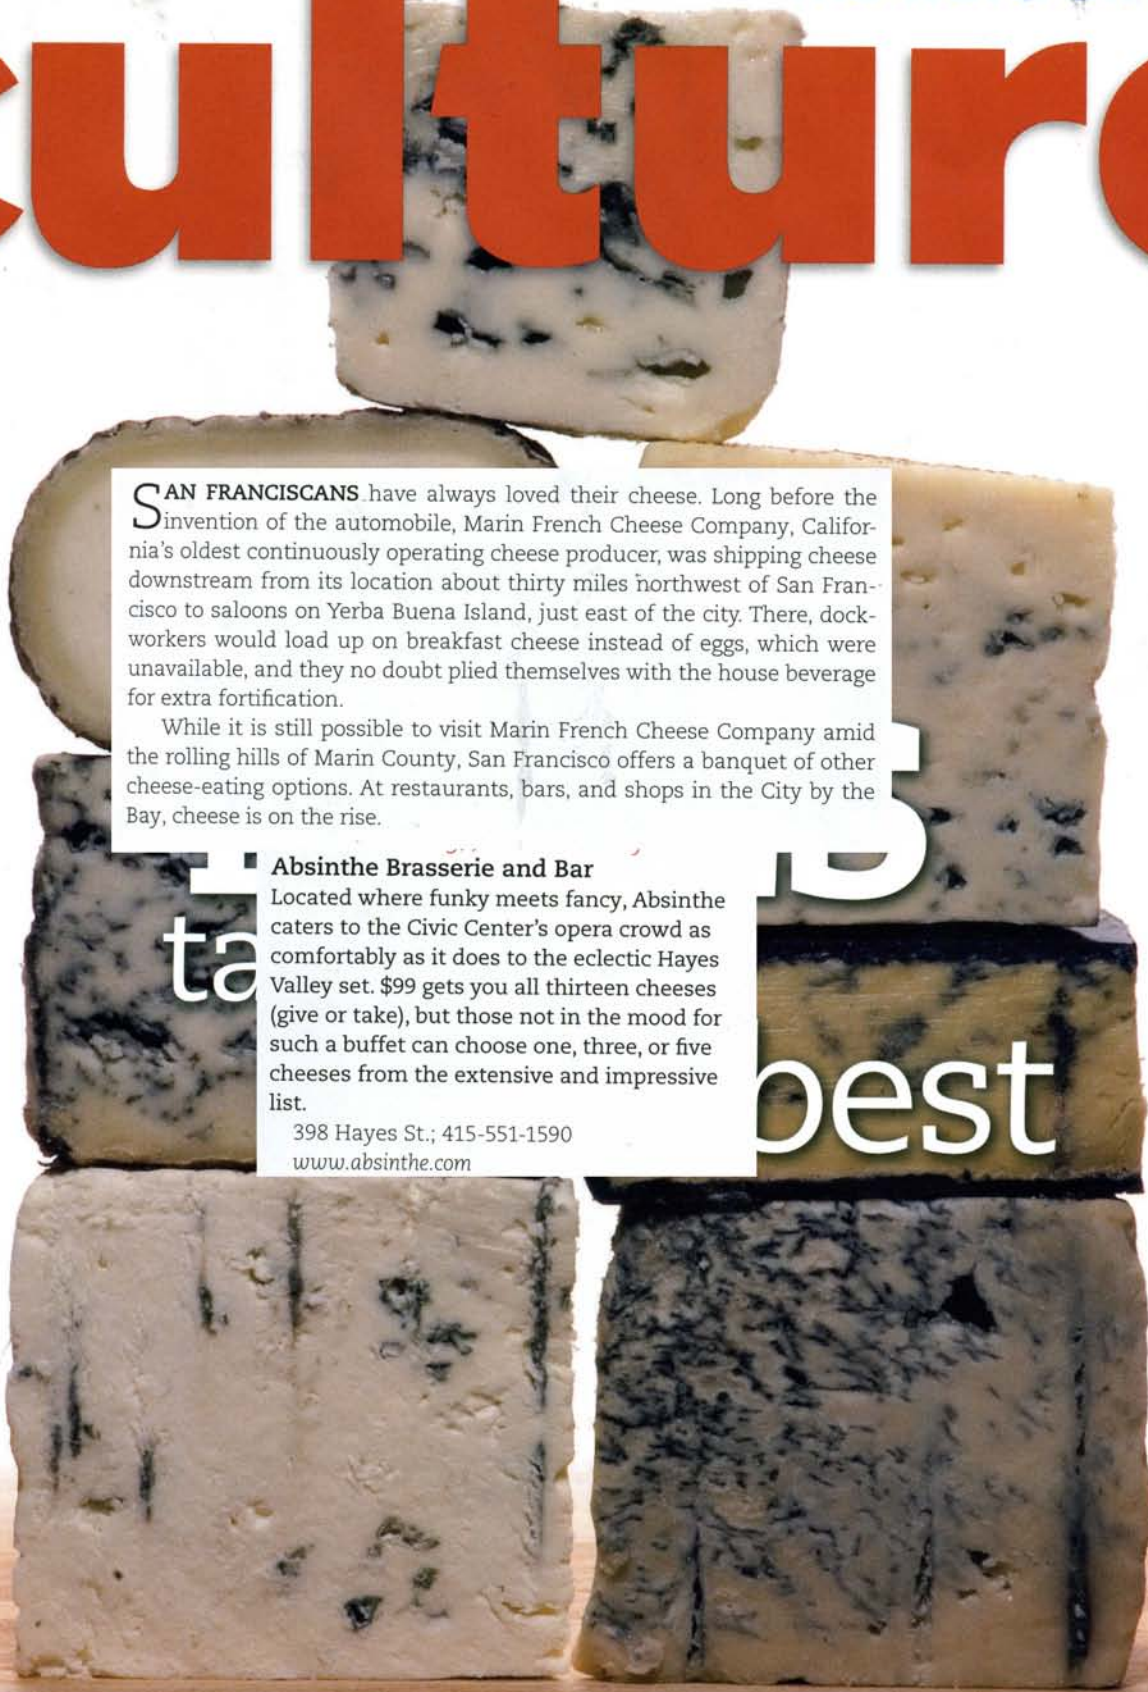 culture
SAN FRANCISCANS have always loved their cheese. Long before the
invention of the automobile, Marin French Cheese Company, Califor-
nia's oldest continuously operating cheese producer, was shipping cheese
downstream from its location about thirty miles northwest of San Fran-
cisco to saloons on Yerba Buena Island, just east of the city. There, dock-
workers would load up on breakfast cheese instead of eggs, which were
unavailable, and they no doubt plied themselves with the house beverage
for extra fortification.
While it is still possible to visit Marin French Cheese Company amid
the rolling hills of Marin County, San Francisco offers a banquet of other
cheese-eating options. At restaurants, bars, and shops in the City by the
Bay, cheese is on the rise.
Absinthe Brasserie and Bar
Located where funky meets fancy, Absinthe
caters to the Civic Center's opera crowd as
comfortably as it does to the eclectic Hayes
Valley set. $99 gets you all thirteen cheeses
(give or take), but those not in the mood for
such a buffet can choose one, three, or five
cheeses from the extensive and impressive
list.
398 Hayes St.; 415-551-1590
www.absinthe.com
best